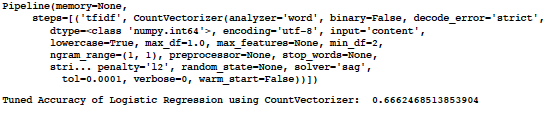 Pipeline(memory=None,
steps=[('tfidf', CountVectorizer(analyzer='word', binary=False, decode_error='strict',
dtype=<class 'numpy.int64'>, encoding='utf-8', input='content',
lowercase=True, max_df=1.0, max_features=None, min_df=2,
ngram_range=(1, 1), preprocessor=None, stop_words=None,
stri... penalty='l2', random_state=None, solver='sag',
tol=0.0001, verbose=0, warm_start=False))])
Tuned Accuracy of Logistic Regression using CountVectorizer: 0.6662468513853904